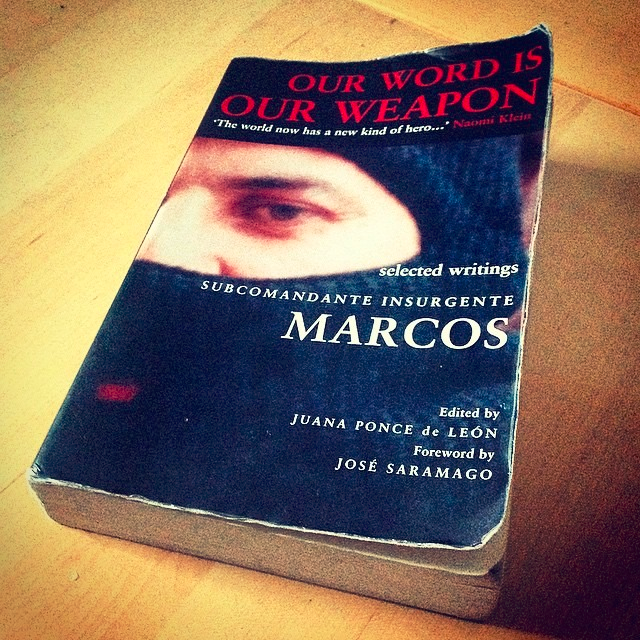 OUR WORD IS
OUR WEAPON
'The world now has a new kind of hero...' Naomi Klein
selected writings
SUBCOMANDANTE INSURGENTE
MARCOS
Edited by
JUANA PONCE de LEÓN
Foreword by
JOSÉ SARAMAGO